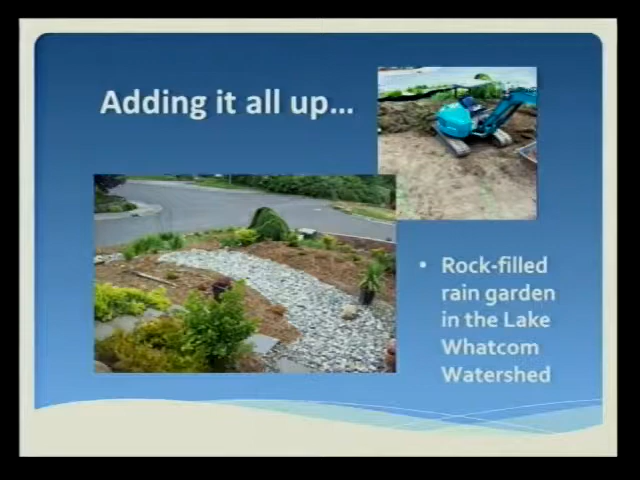 Adding it all up...
• Rock-filled
rain garden
in the Lake
Whatcom
Watershed